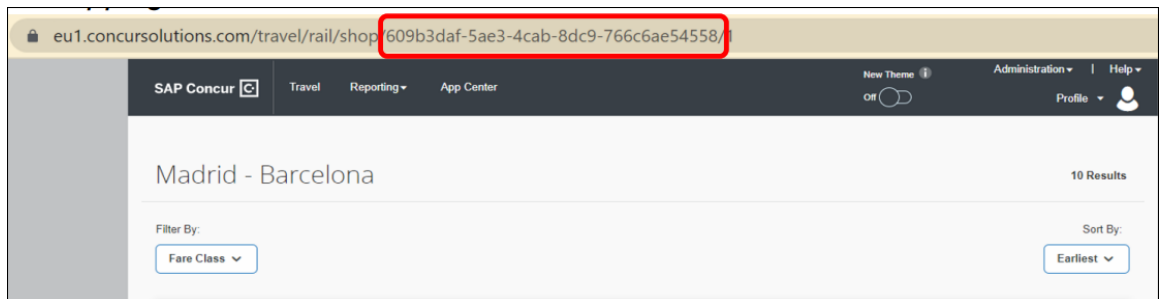 eu1.concursolutions.com/travel/rail/shop/609b3daf-5ae3-4cab-8dc9-766c6ae54558/1
SAP Concur Travel Reporting App Center New Theme Off Administration | Help Profile
Madrid - Barcelona 10 Results
Filter By: Sort By:
Fare Class Earliest